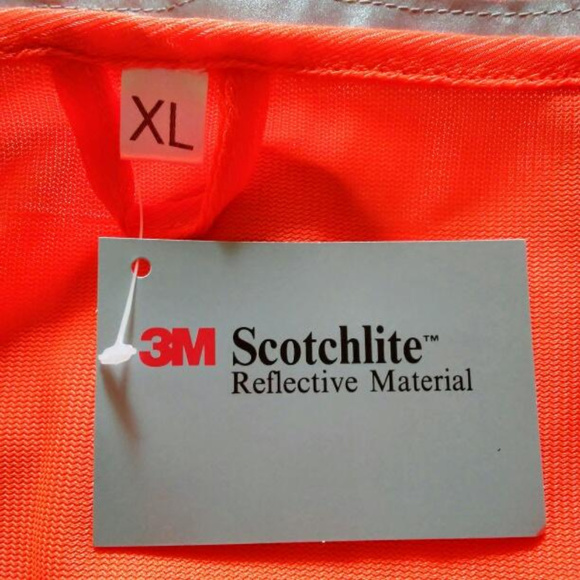 XL
3M Scotchlite™
Reflective Material